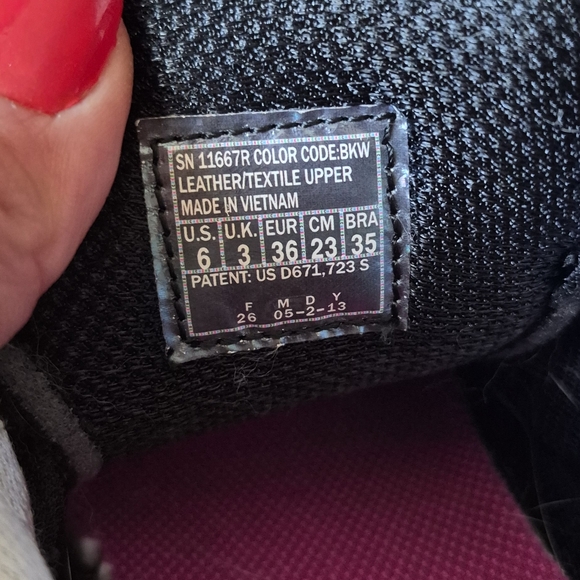 SN 11667R COLOR CODE:BKW
LEATHER/TEXTILE UPPER
MADE IN VIETNAM
U.S. U.K. EUR CM BRA
6 3 36 23 35
PATENT: US D671,723 S
F M D Y
26 05-2-13